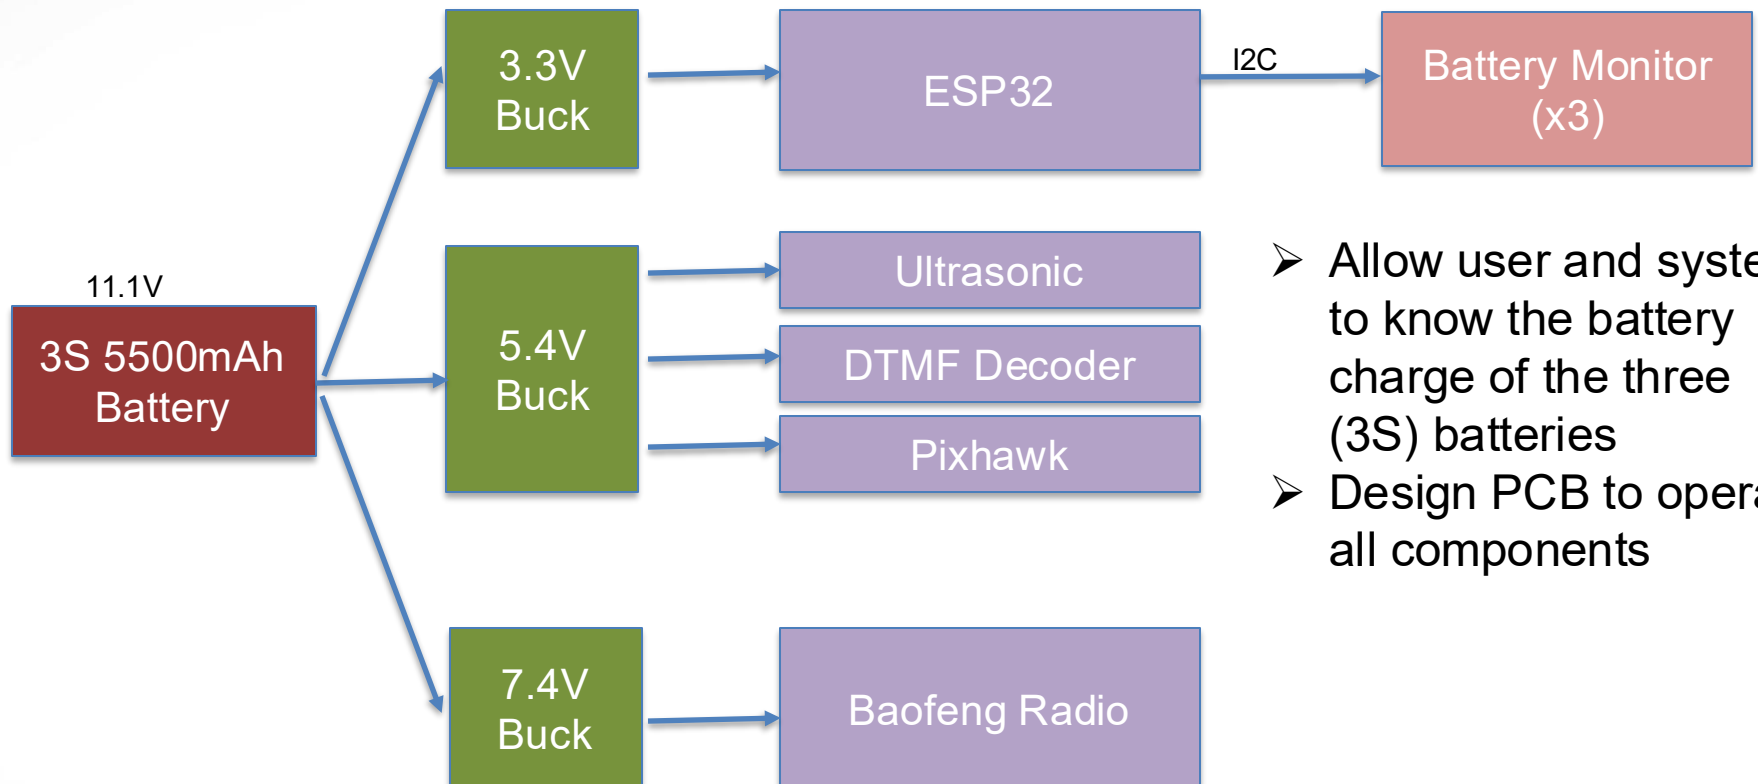 3.3V
Buck
ESP32
I2C
Battery Monitor
(x3)
11.1V
3S 5500mAh
Battery
5.4V
Buck
Ultrasonic
DTMF Decoder
Pixhawk
➢ Allow user and syste
to know the battery
charge of the three
(3S) batteries
➢ Design PCB to opera
all components
7.4V
Buck
Baofeng Radio